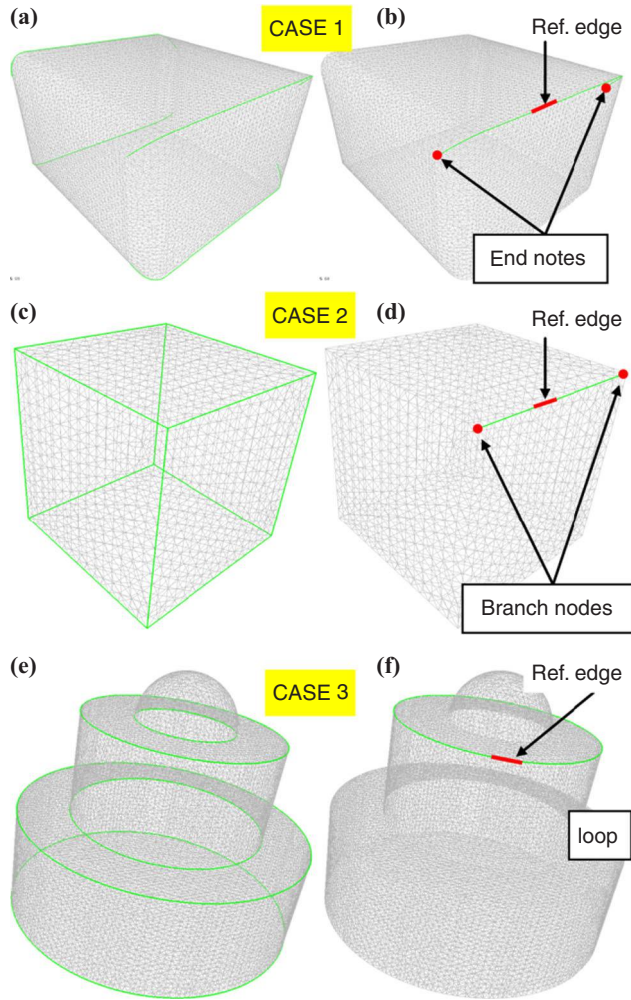 (a)
CASE 1
(b)
Ref. edge
End notes
(c)
CASE 2
(d)
Ref. edge
Branch nodes
(e)
CASE 3
(f)
Ref. edge
loop